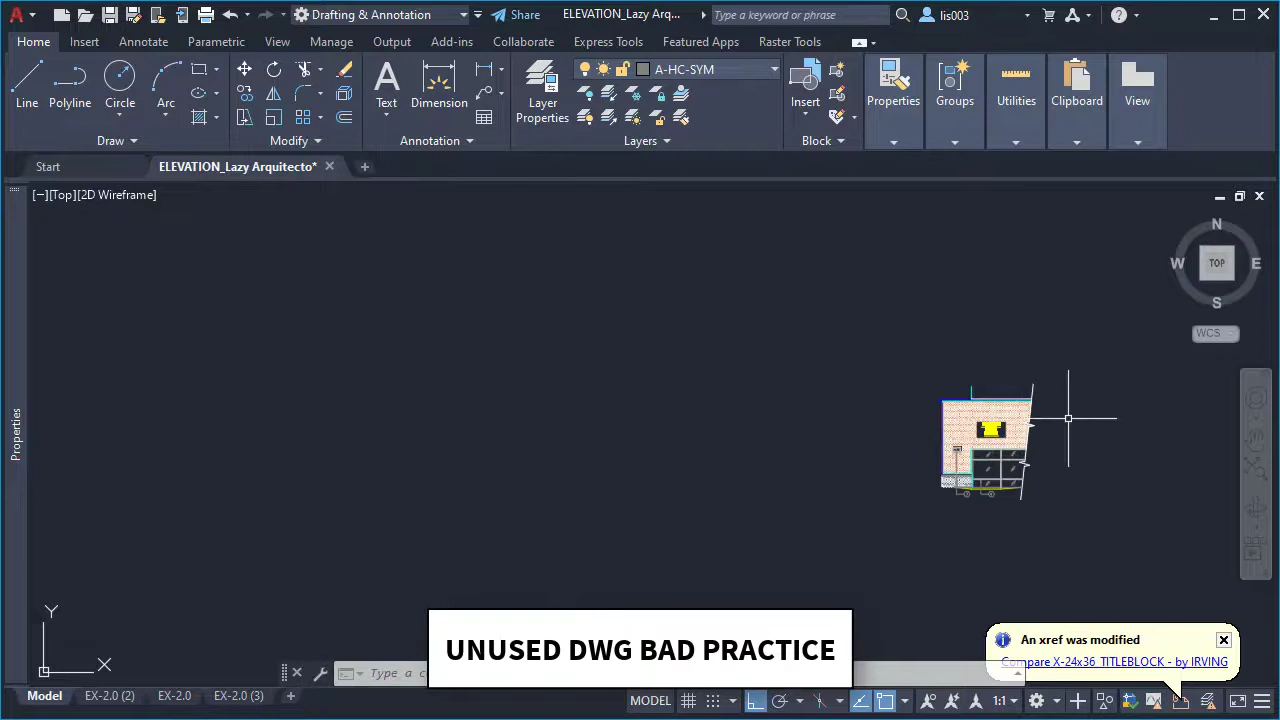 Drafting & Annotation
Share
ELEVATION_Lazy Arq...
Type a keyword or phrase
lis003
Home Insert Annotate Parametric View Manage Output Add-ins Collaborate Express Tools Featured Apps Raster Tools
A-HC-SYM
Line Polyline Circle Arc
Text Dimension
Layer
Properties
Insert
Properties Groups Utilities Clipboard View
Draw Modify Annotation Layers Block
Start
ELEVATION_Lazy Arquitecto*
[−][Top][2D Wireframe]
N
W TOP E
S
WCS
Properties
Y
X
UNUSED DWG BAD PRACTICE
An xref was modified
Compare X-24x36_TITLEBLOCK - by IRVING
Type a c
Model EX-2.0 (2) EX-2.0 EX-2.0 (3)
MODEL
1:1